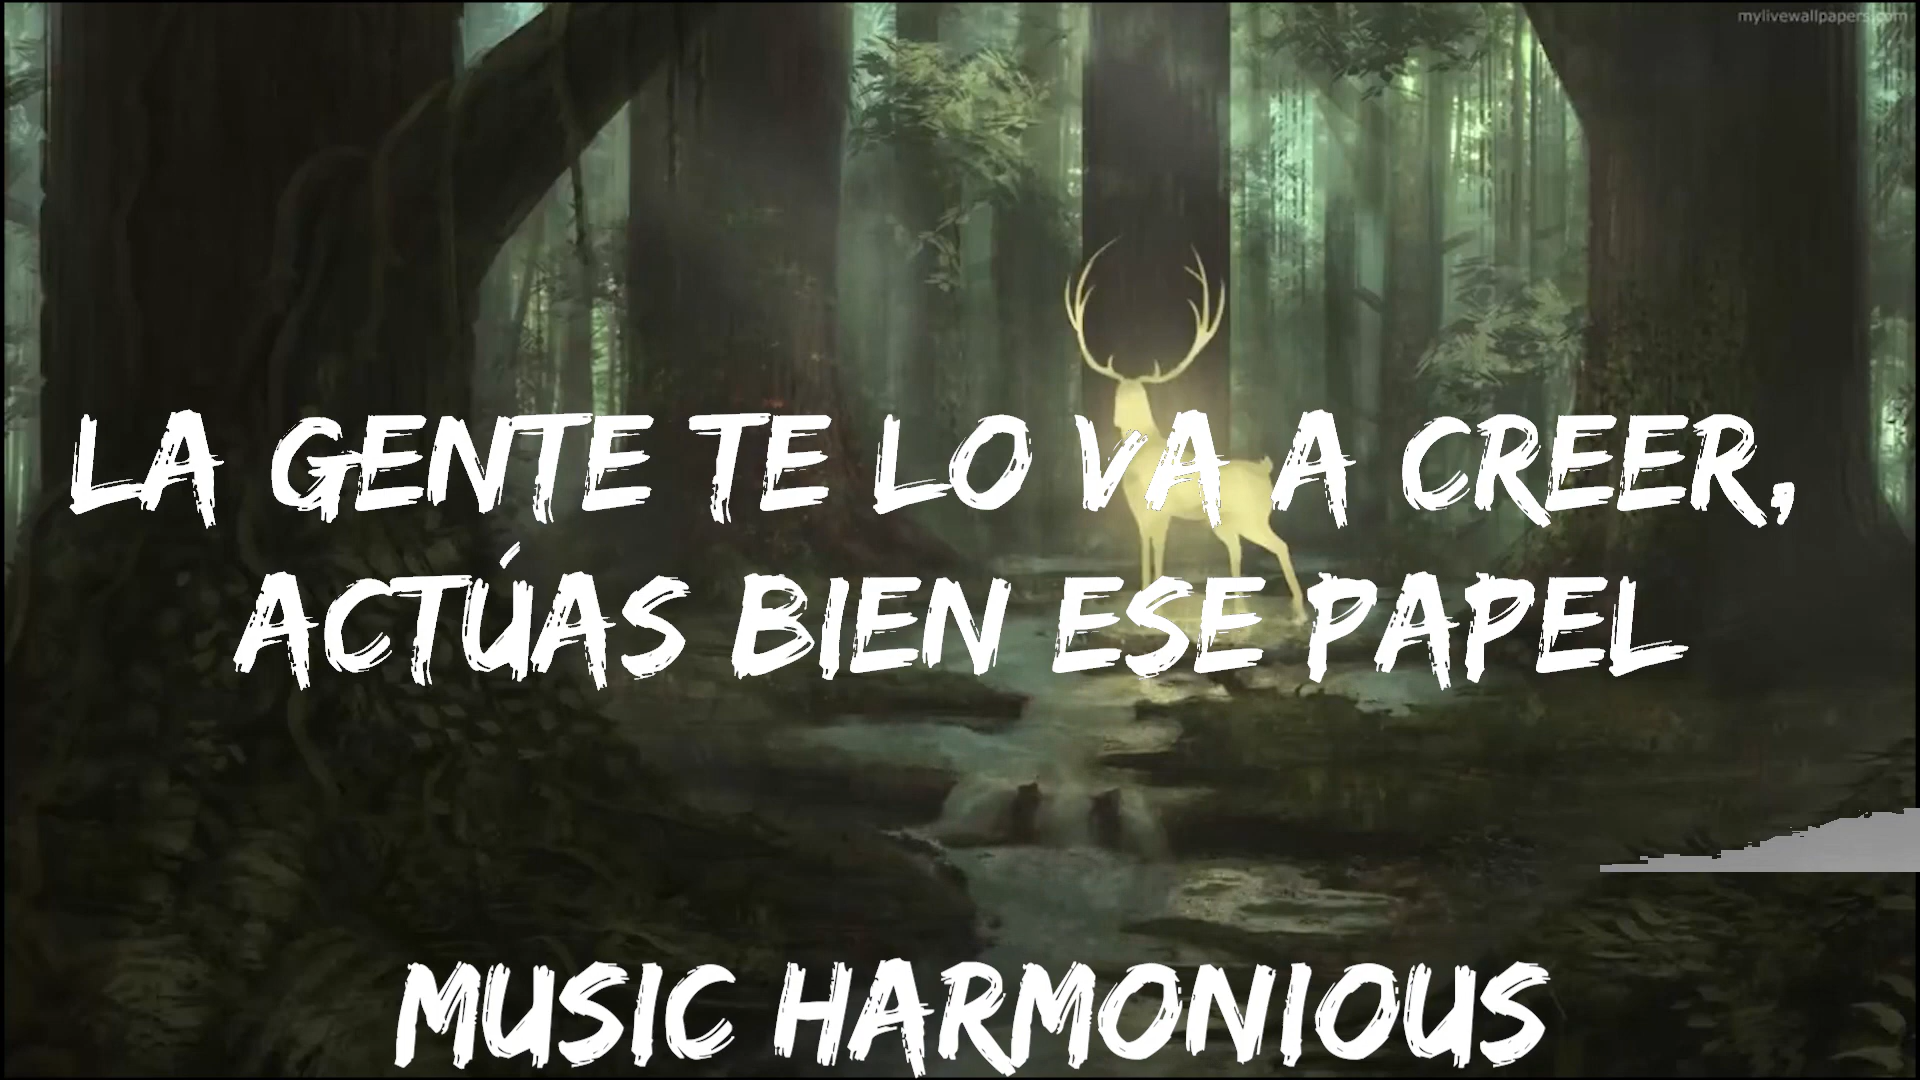 mylivewallpapers.com
LA GENTE TE LO VA A CREER,
ACTÚAS BIEN ESE PAPEL
MUSIC HARMONIOUS